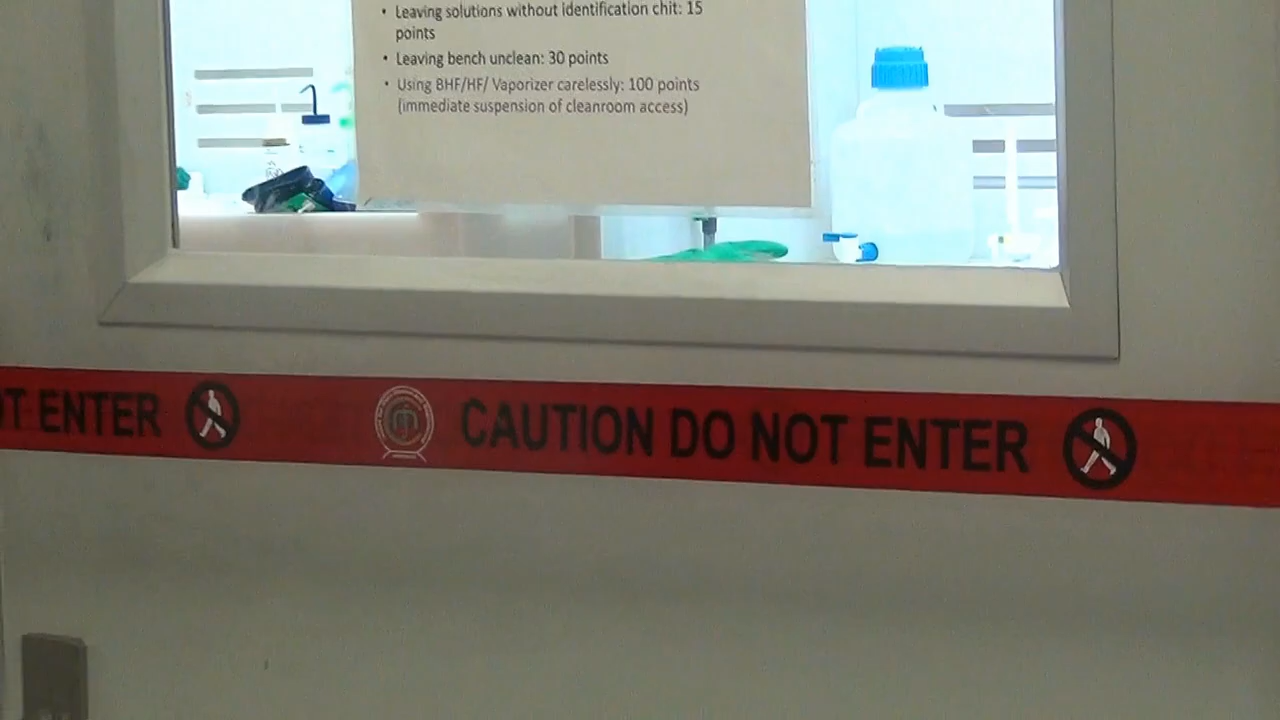 • Leaving solutions without identification chit: 15
points
• Leaving bench unclean: 30 points
• Using BHF/HF/ Vaporizer carelessly: 100 points
(immediate suspension of cleanroom access)
OT ENTER
CAUTION DO NOT ENTER